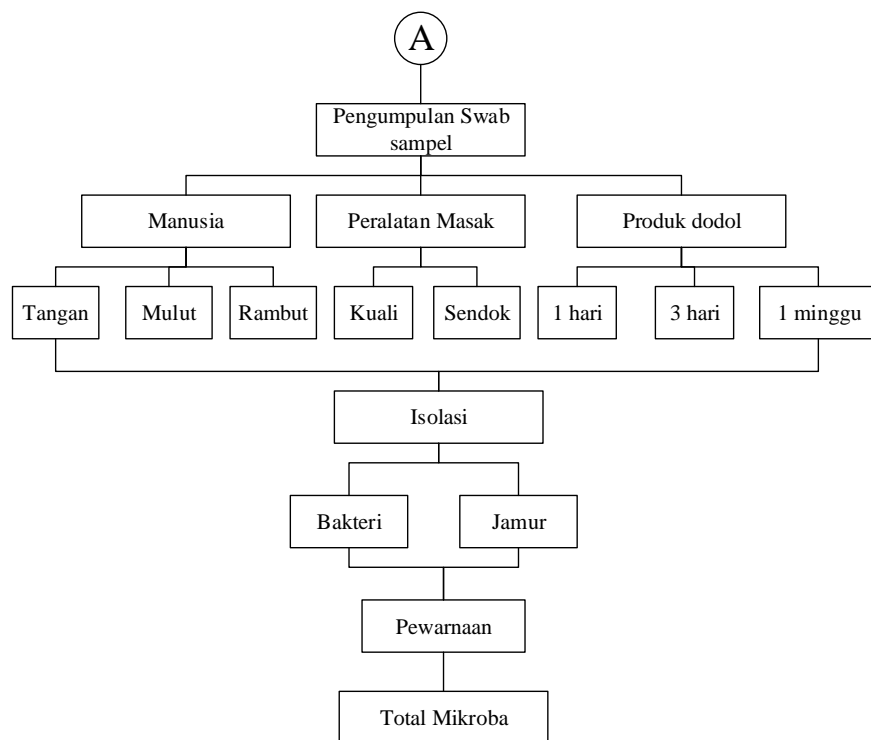 A
Pengumpulan Swab
sampel
Manusia
Peralatan Masak
Produk dodol
Tangan
Mulut
Rambut
Kuali
Sendok
1 hari
3 hari
1 minggu
Isolasi
Bakteri
Jamur
Pewarnaan
Total Mikroba